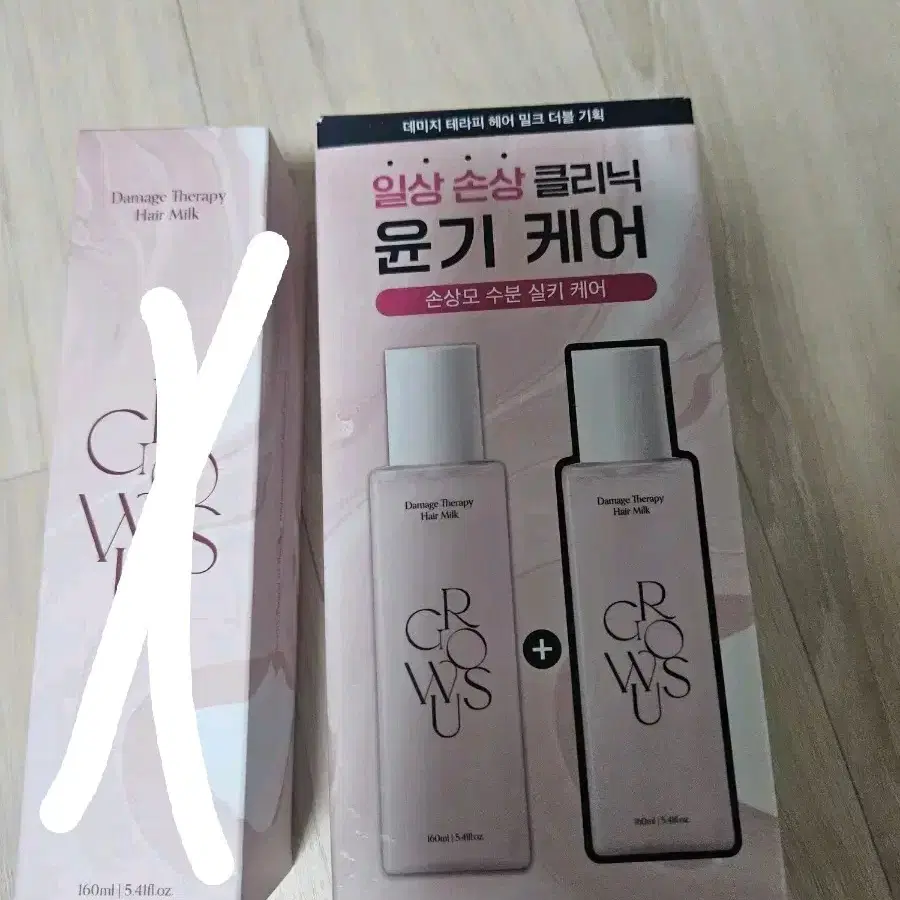 Damage Therapy
Hair Milk
GROWUS
160ml | 5.41fl.oz
데미지 테라피 헤어 밀크 더블 기획
일상 손상 클리닉
윤기 케어
손상모 수분 실키 케어
Damage Therapy
Hair Milk
GROWUS
160ml | 5.41fl.oz
+
Damage Therapy
Hair Milk
GROWUS
160ml | 5.41fl.oz